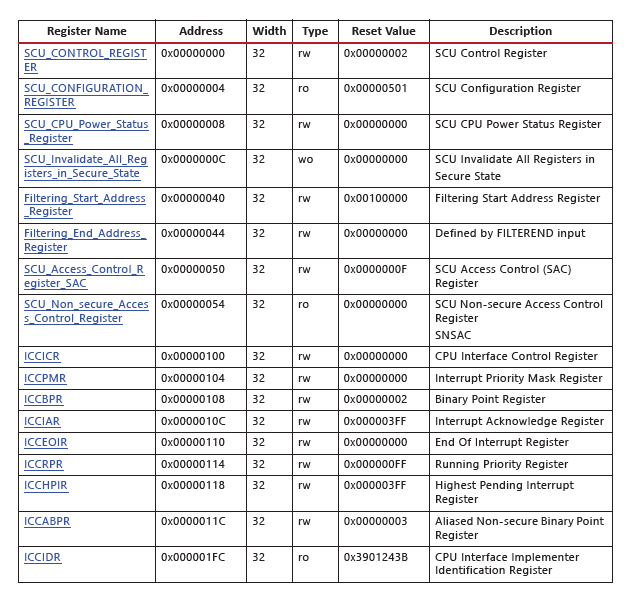 Register Name Address Width Type Reset Value Description
SCU_CONTROL_REGIST 0x00000000 32 rw 0x00000002 SCU Control Register
ER
SCU_CONFIGURATION_ 0x00000004 32 ro 0x00000501 SCU Configuration Register
REGISTER
SCU_CPU_Power_Status 0x00000008 32 rw 0x00000000 SCU CPU Power Status Register
_Register
SCU_Invalidate_All_Reg 0x0000000C 32 wo 0x00000000 SCU Invalidate All Registers in
isters_in_Secure_State Secure State
Filtering_Start_Address 0x00000040 32 rw 0x00100000 Filtering Start Address Register
_Register
Filtering_End_Address_ 0x00000044 32 rw 0x00000000 Defined by FILTEREND input
Register
SCU_Access_Control_R 0x00000050 32 rw 0x0000000F SCU Access Control (SAC)
egister_SAC Register
SCU_Non_secure_Acces 0x00000054 32 ro 0x00000000 SCU Non-secure Access Control
s_Control_Register Register
SNSAC
ICCICR 0x00000100 32 rw 0x00000000 CPU Interface Control Register
ICCPMR 0x00000104 32 rw 0x00000000 Interrupt Priority Mask Register
ICCBPR 0x00000108 32 rw 0x00000002 Binary Point Register
ICCIAR 0x0000010C 32 rw 0x000003FF Interrupt Acknowledge Register
ICCEOIR 0x00000110 32 rw 0x00000000 End Of Interrupt Register
ICCRPR 0x00000114 32 rw 0x000000FF Running Priority Register
ICCHPIR 0x00000118 32 rw 0x000003FF Highest Pending Interrupt
Register
ICCABPR 0x0000011C 32 rw 0x00000003 Aliased Non-secure Binary Point
Register
ICCIDR 0x000001FC 32 ro 0x3901243B CPU Interface Implementer
Identification Register